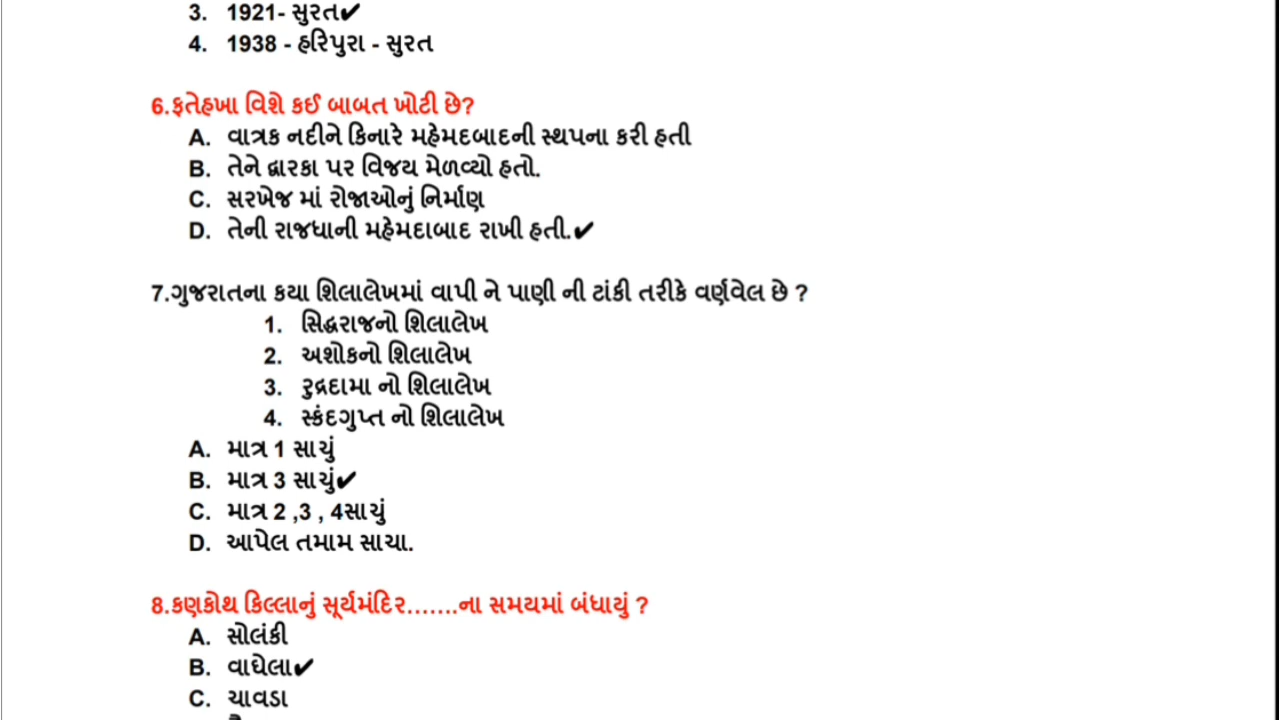 3. 1921- સુરત✔
4. 1938 - હરિપુરા - સુરત
6.ફતેહખા વિશે કઈ બાબત ખોટી છે?
A. વાત્રક નદીને કિનારે મહેમદબાદની સ્થપના કરી હતી
B. તેને દ્વારકા પર વિજય મેળવ્યો હતો.
C. સરખેજ માં રોજાઓનું નિર્માણ
D. તેની રાજધાની મહેમદાબાદ રાખી હતી.✔
7.ગુજરાતના કયા શિલાલેખમાં વાપી ને પાણી ની ટાંકી તરીકે વર્ણવેલ છે ?
1. સિદ્ધરાજનો શિલાલેખ
2. અશોકનો શિલાલેખ
3. રુદ્રદામા નો શિલાલેખ
4. સ્કંદગુપ્ત નો શિલાલેખ
A. માત્ર 1 સાચું
B. માત્ર 3 સાચું✔
C. માત્ર 2 ,3 , 4સાચું
D. આપેલ તમામ સાચા.
8.કણકોથ કિલ્લાનું સૂર્યમંદિર.......ના સમયમાં બંધાયું ?
A. સોલંકી
B. વાઘેલા✔
C. ચાવડા